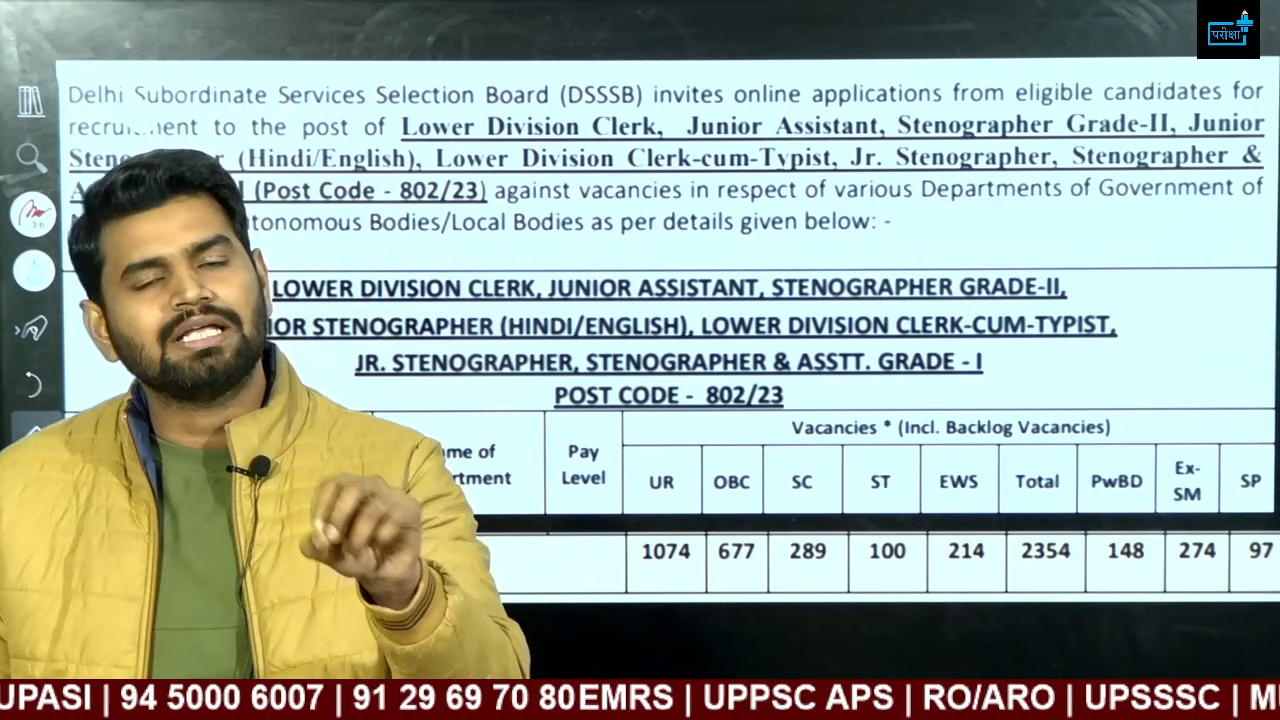 परीक्षा
Delhi Subordinate Services Selection Board (DSSSB) invites online applications from eligible candidates for
to the post of Lower Division Clerk, Junior Assistant, Stenographer Grade-II, Junior
(Hindi/English), Lower Division Clerk-cum-Typist, Jr. Stenographer, Stenographer &
I (Post Code - 802/23) against vacancies in respect of various Departments of Government of
Bodies/Local Bodies as per details given below: -
LOWER DIVISION CLERK, JUNIOR ASSISTANT, STENOGRAPHER GRADE-II,
STENOGRAPHER (HINDI/ENGLISH), LOWER DIVISION CLERK-CUM-TYPIST,
JR. STENOGRAPHER, STENOGRAPHER & ASSTT. GRADE - I
POST CODE - 802/23
of Pay Level Vacancies * (Incl. Backlog Vacancies)
UR OBC SC ST EWS Total PwBD Ex-SM SP
1074 677 289 100 214 2354 148 274 97
UPASI | 94 5000 6007 | 91 29 69 70 80 EMRS | UPPSC APS | RO/ARO | UPSSSC |